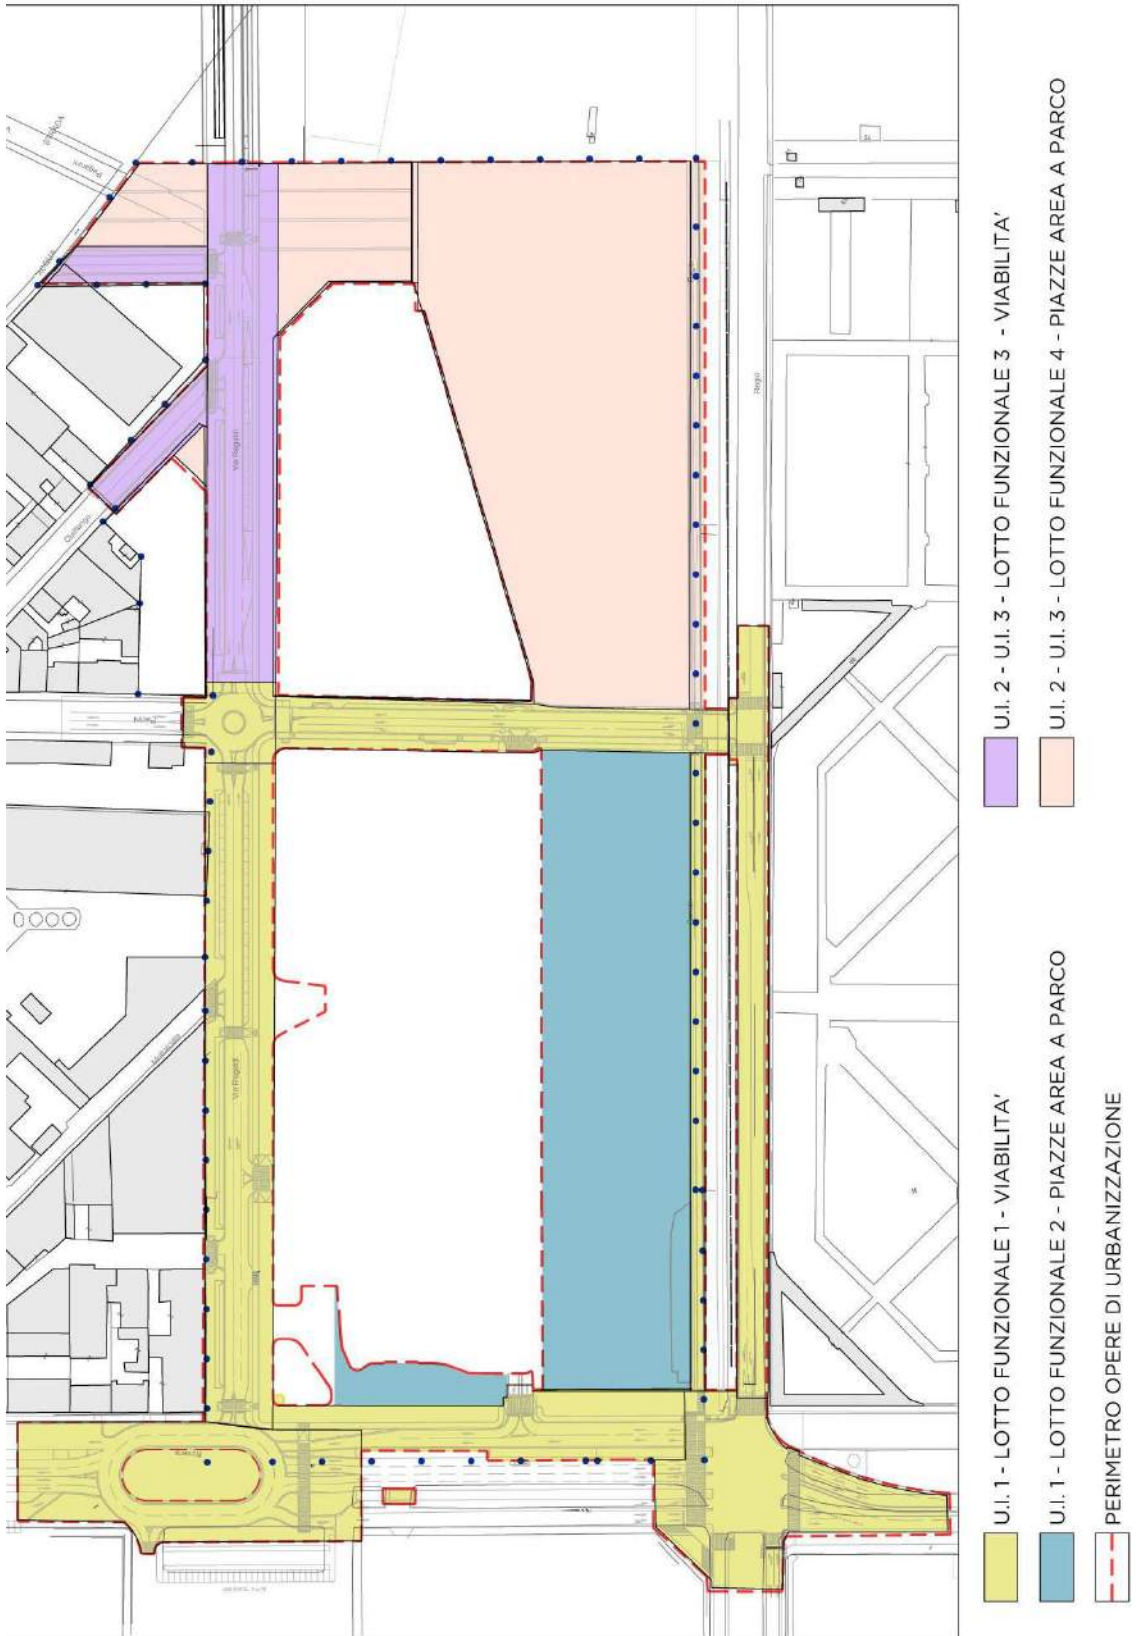 U.I. 1 - LOTTO FUNZIONALE 1 - VIABILITA'
U.I. 1 - LOTTO FUNZIONALE 2 - PIAZZE AREA A PARCO
PERIMETRO OPERE DI URBANIZZAZIONE
U.I. 2 - U.I. 3 - LOTTO FUNZIONALE 3 - VIABILITA'
U.I. 2 - U.I. 3 - LOTTO FUNZIONALE 4 - PIAZZE AREA A PARCO
Via Regaldi
Via Regaldi